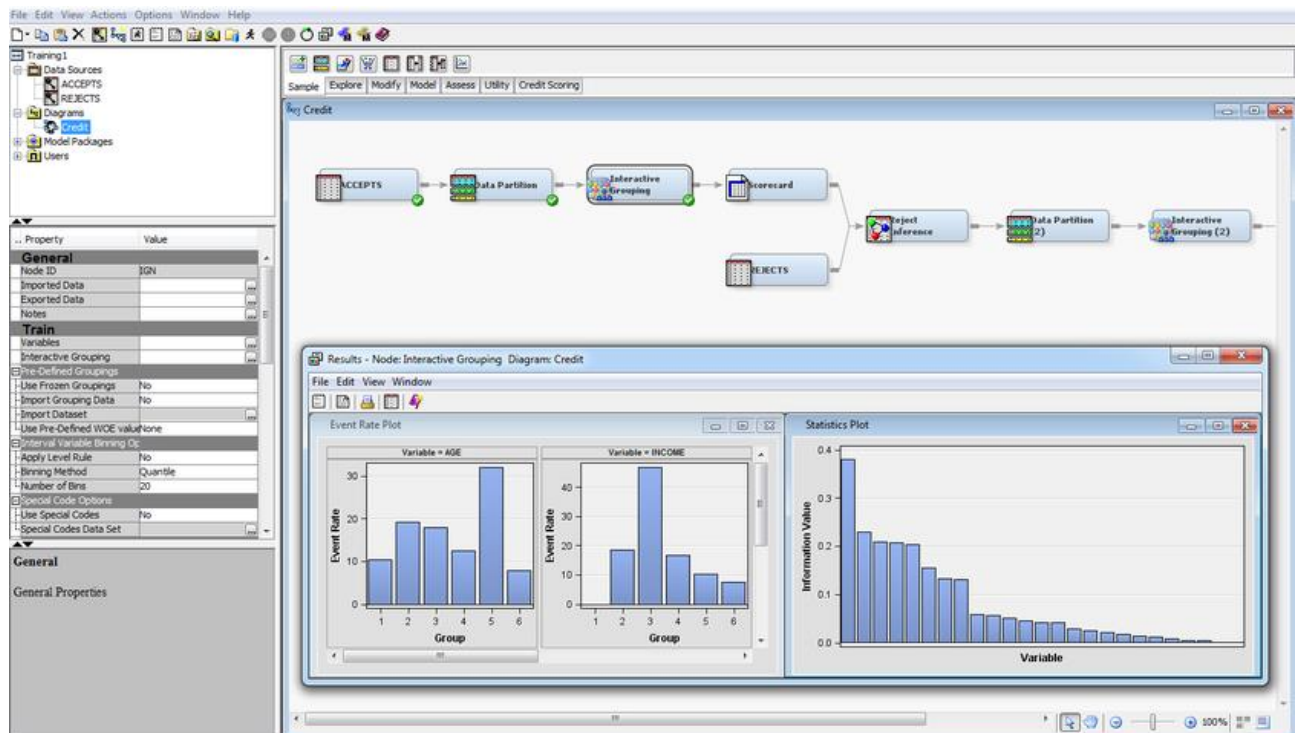 File Edit View Actions Options Window Help
Training1
Data Sources
ACCEPTS
REJECTS
Diagrams
Credit
Model Packages
Users
.. Property Value
General
Node ID IGN
Imported Data
Exported Data
Notes
Train
Variables
Interactive Grouping
Pre-Defined Groupings
Use Frozen Groupings No
Import Grouping Data No
Import Dataset
Use Pre-Defined WOE value None
Interval Variable Binning Op
Apply Level Rule No
Binning Method Quantile
Number of Bins 20
Special Code Options
Use Special Codes No
Special Codes Data Set
General
General Properties
Sample Explore Modify Model Assess Utility Credit Scoring
Credit
ACCEPTS
Data Partition
Interactive
Grouping
Scorecard
REJECTS
Reject
Inference
Data Partition
(2)
Interactive
Grouping (2)
Results - Node: Interactive Grouping Diagram: Credit
File Edit View Window
Event Rate Plot
Variable = AGE
Event Rate
30
20
10
0
1 2 3 4 5 6
Group
Variable = INCOME
Event Rate
40
30
20
10
0
1 2 3 4 5 6
Group
Statistics Plot
Information Value
0.4
0.3
0.2
0.1
0.0
Variable
100%